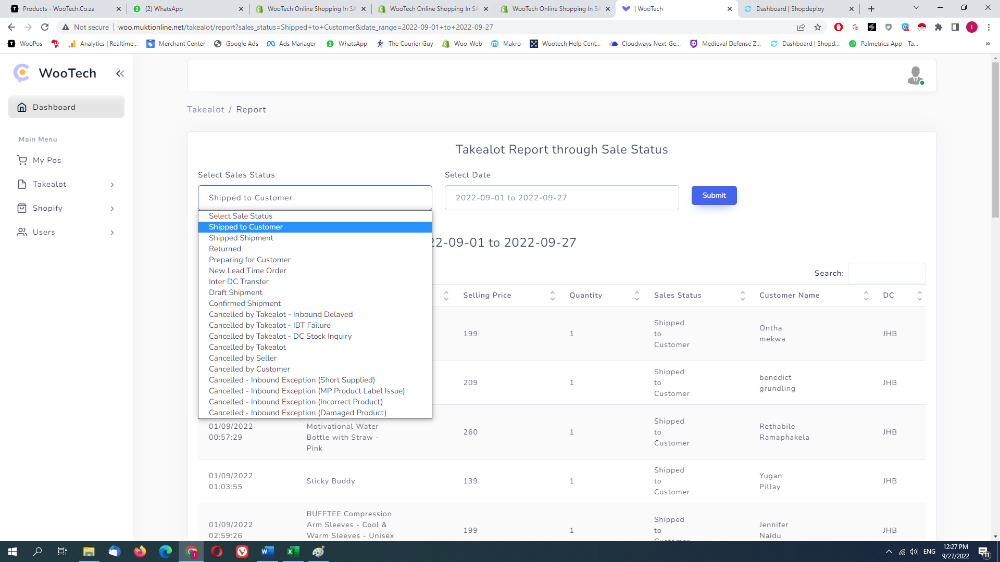 Products - WooTech.Co.za
(2) WhatsApp
WooTech Online Shopping In SA
WooTech Online Shopping In SA
WooTech Online Shopping In SA
| WooTech
Dashboard | Shopdeploy
Not secure
woo.muktionline.net/takealot/report?sales_status=Shipped+to+Customer&date_range=2022-09-01+to+2022-09-27
WooPos
Analytics | Realtime...
Merchant Center
Google Ads
Ads Manager
WhatsApp
The Courier Guy
Woo-Web
Makro
Wootech Help Cent...
Cloudways Next-Ge...
Medieval Defense Z...
Dashboard | Shopd...
Palmetrics App - Ta...
WooTech
Dashboard
Main Menu
My Pos
Takealot
Shopify
Users
Takealot / Report
Takealot Report through Sale Status
Select Sales Status
Select Date
Shipped to Customer
2022-09-01 to 2022-09-27
Submit
Select Sale Status
Shipped to Customer
Shipped Shipment
Returned
Preparing for Customer
New Lead Time Order
Inter DC Transfer
Draft Shipment
Confirmed Shipment
Cancelled by Takealot - Inbound Delayed
Cancelled by Takealot - IBT Failure
Cancelled by Takealot - DC Stock Inquiry
Cancelled by Takealot
Cancelled by Seller
Cancelled by Customer
Cancelled - Inbound Exception (Short Supplied)
Cancelled - Inbound Exception (MP Product Label Issue)
Cancelled - Inbound Exception (Incorrect Product)
Cancelled - Inbound Exception (Damaged Product)
22-09-01 to 2022-09-27
Search:
Selling Price
Quantity
Sales Status
Customer Name
DC
199
1
Shipped
to
Customer
Ontha
mekwa
JHB
209
1
Shipped
to
Customer
benedict
grundling
JHB
01/09/2022
00:57:29
Motivational Water
Bottle with Straw -
Pink
260
1
Shipped
to
Customer
Rethabile
Ramaphakela
JHB
01/09/2022
01:03:55
Sticky Buddy
139
1
Shipped
to
Customer
Yugan
Pillay
JHB
01/09/2022
02:59:26
BUFFTEE Compression
Arm Sleeves - Cool &
Warm Sleeves - Unisex
199
1
Shipped
to
Customer
Jennifer
Naidu
JHB
ENG
12:27 PM
9/27/2022
11